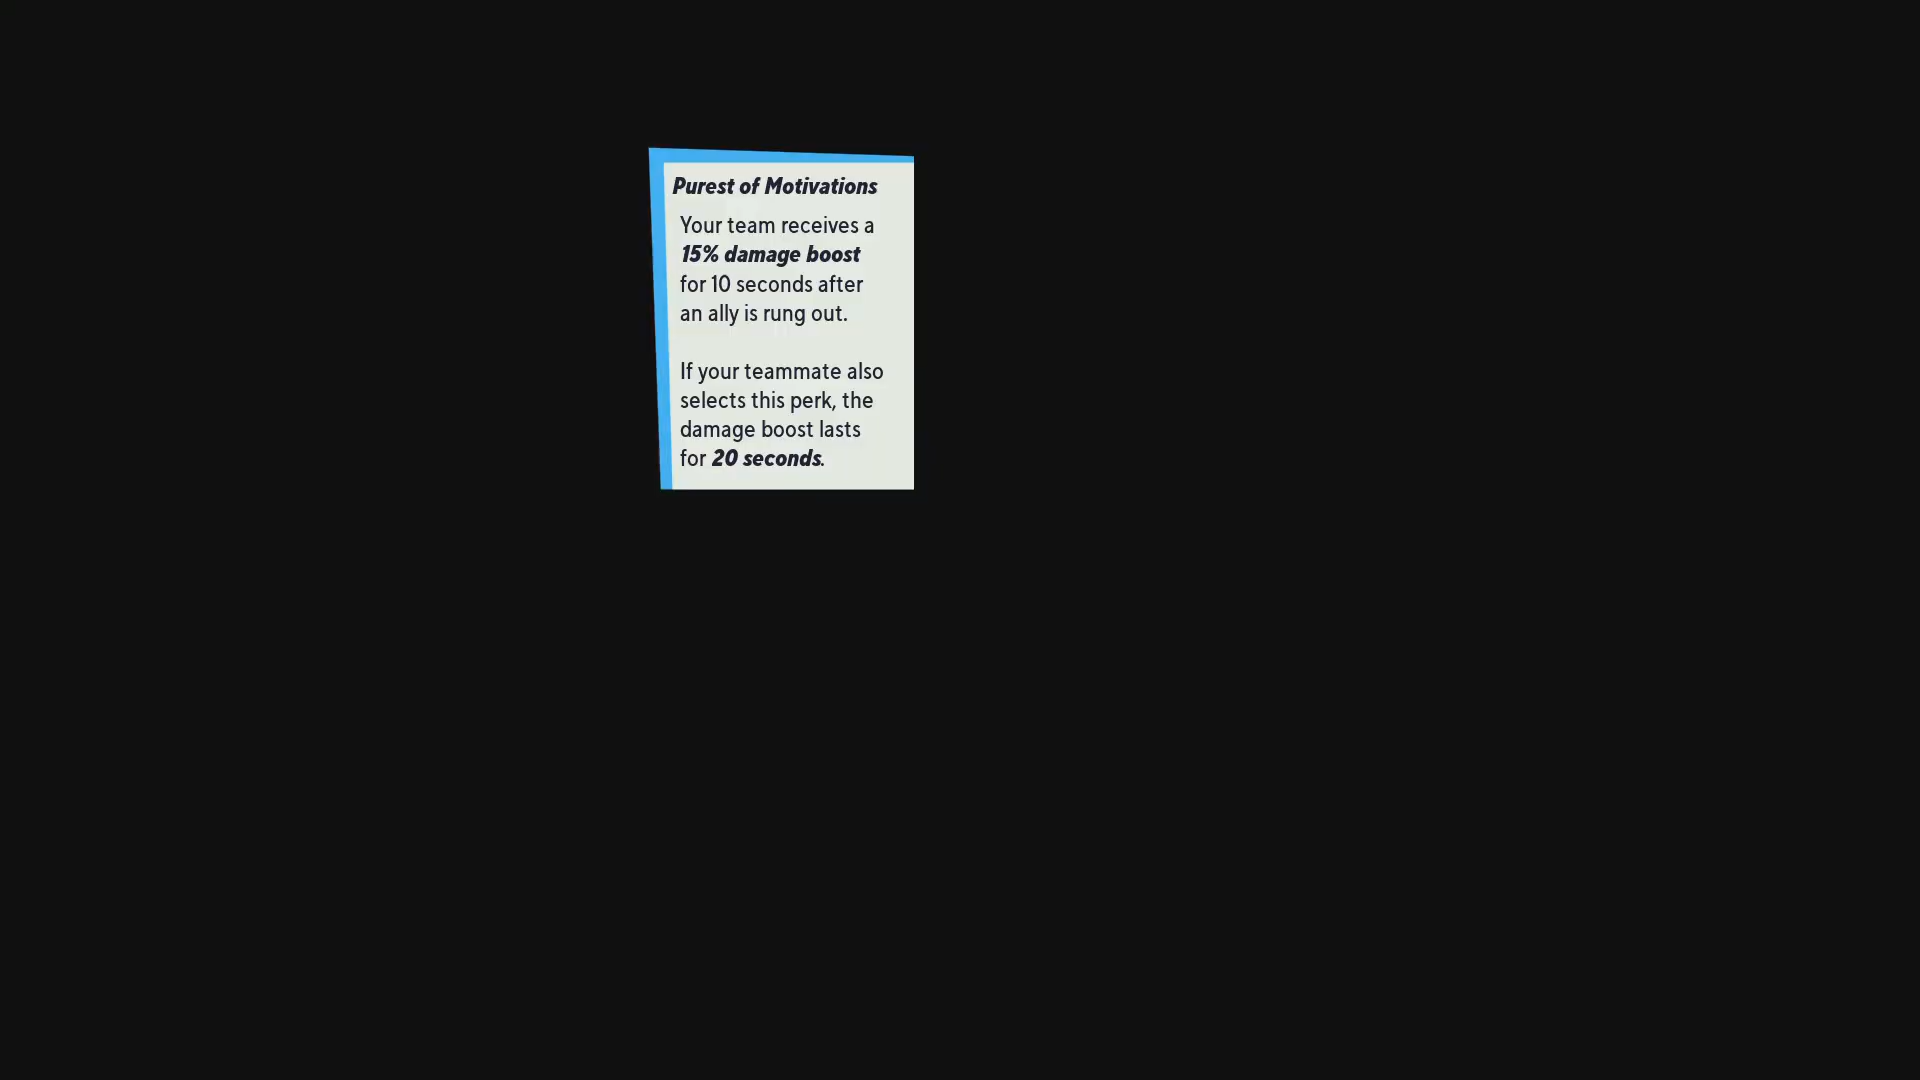 Purest of Motivations
Your team receives a
15% damage boost
for 10 seconds after
an ally is rung out.
If your teammate also
selects this perk, the
damage boost lasts
for 20 seconds.